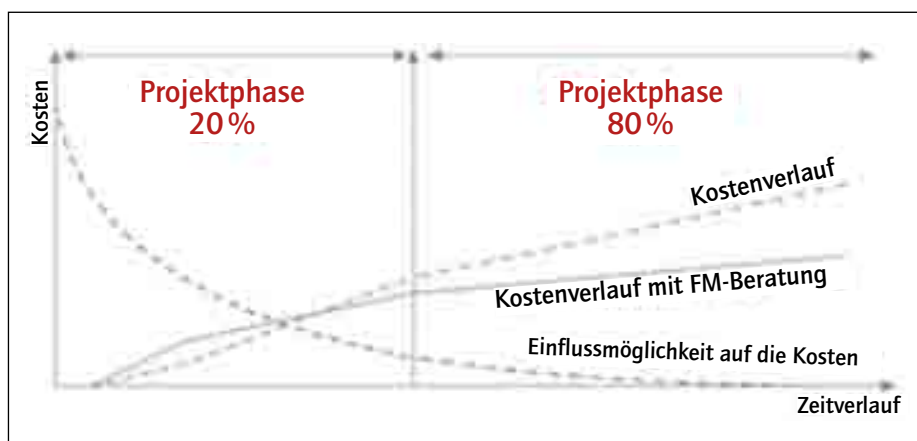 Kosten
Projektphase
20 %
Projektphase
80 %
Kostenverlauf
Kostenverlauf mit FM-Beratung
Einflussmöglichkeit auf die Kosten
Zeitverlauf